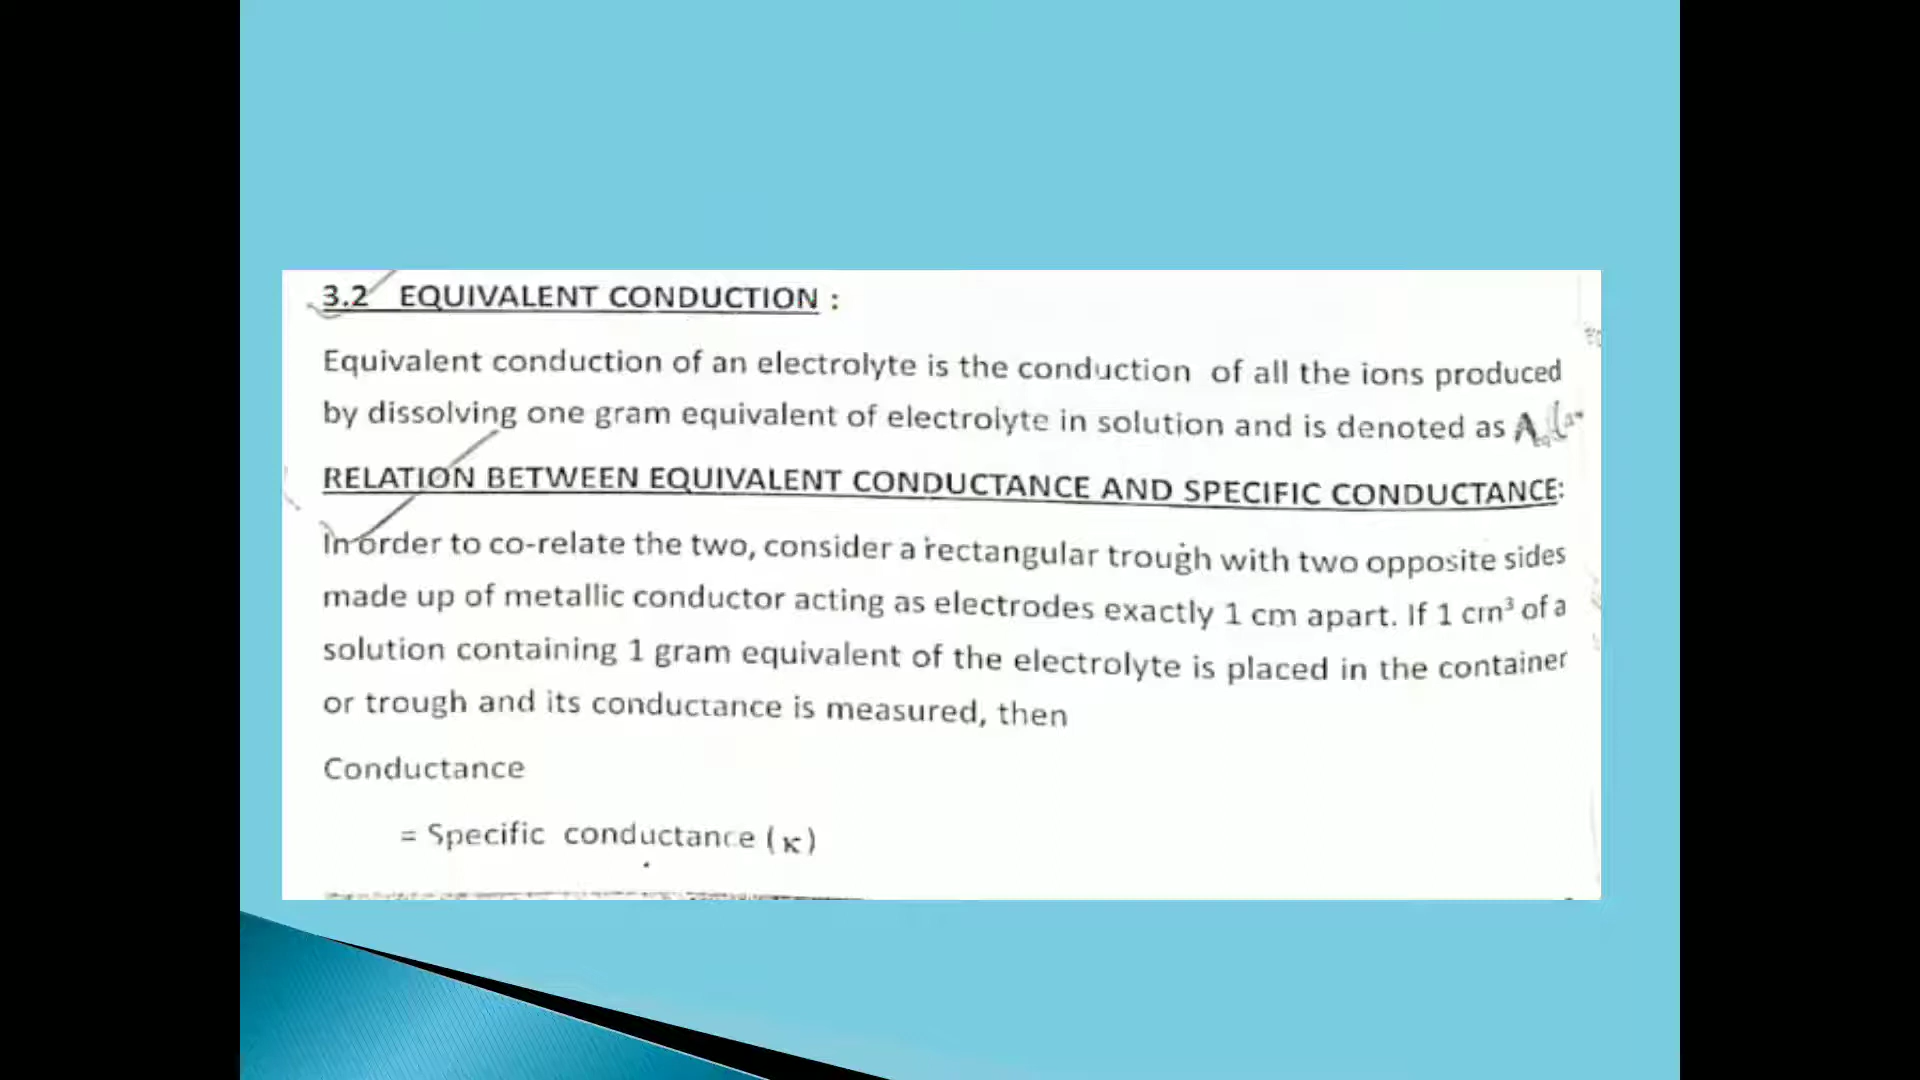 3.2 EQUIVALENT CONDUCTION :
Equivalent conduction of an electrolyte is the conduction of all the ions produced
by dissolving one gram equivalent of electrolyte in solution and is denoted as
RELATION BETWEEN EQUIVALENT CONDUCTANCE AND SPECIFIC CONDUCTANCE:
In order to co-relate the two, consider a rectangular trough with two opposite sides
made up of metallic conductor acting as electrodes exactly 1 cm apart. If 1 cm³ of a
solution containing 1 gram equivalent of the electrolyte is placed in the container
or trough and its conductance is measured, then
Conductance
= Specific conductance (κ)